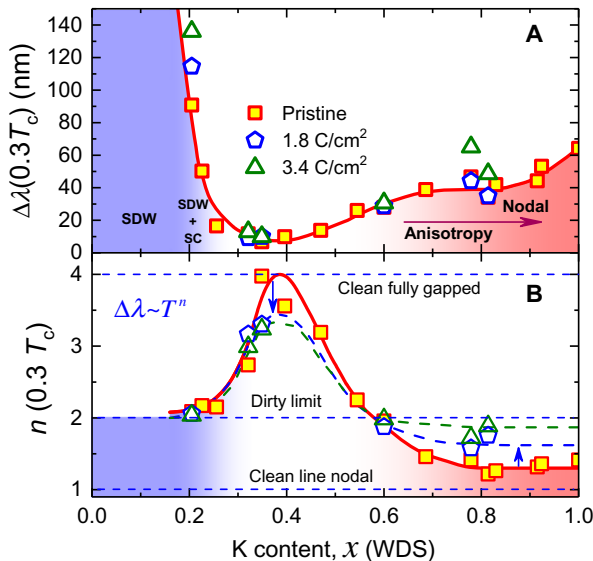 140
120
100
80
60
40
20
0
Δλ(0.3T_c) (nm)
A
Pristine
1.8 C/cm²
3.4 C/cm²
SDW
SDW
+
SC
Nodal
Anisotropy
4
3
2
1
n (0.3 T_c)
B
Δλ~Tⁿ
Clean fully gapped
Dirty limit
Clean line nodal
0.0 0.2 0.4 0.6 0.8 1.0
K content, x (WDS)